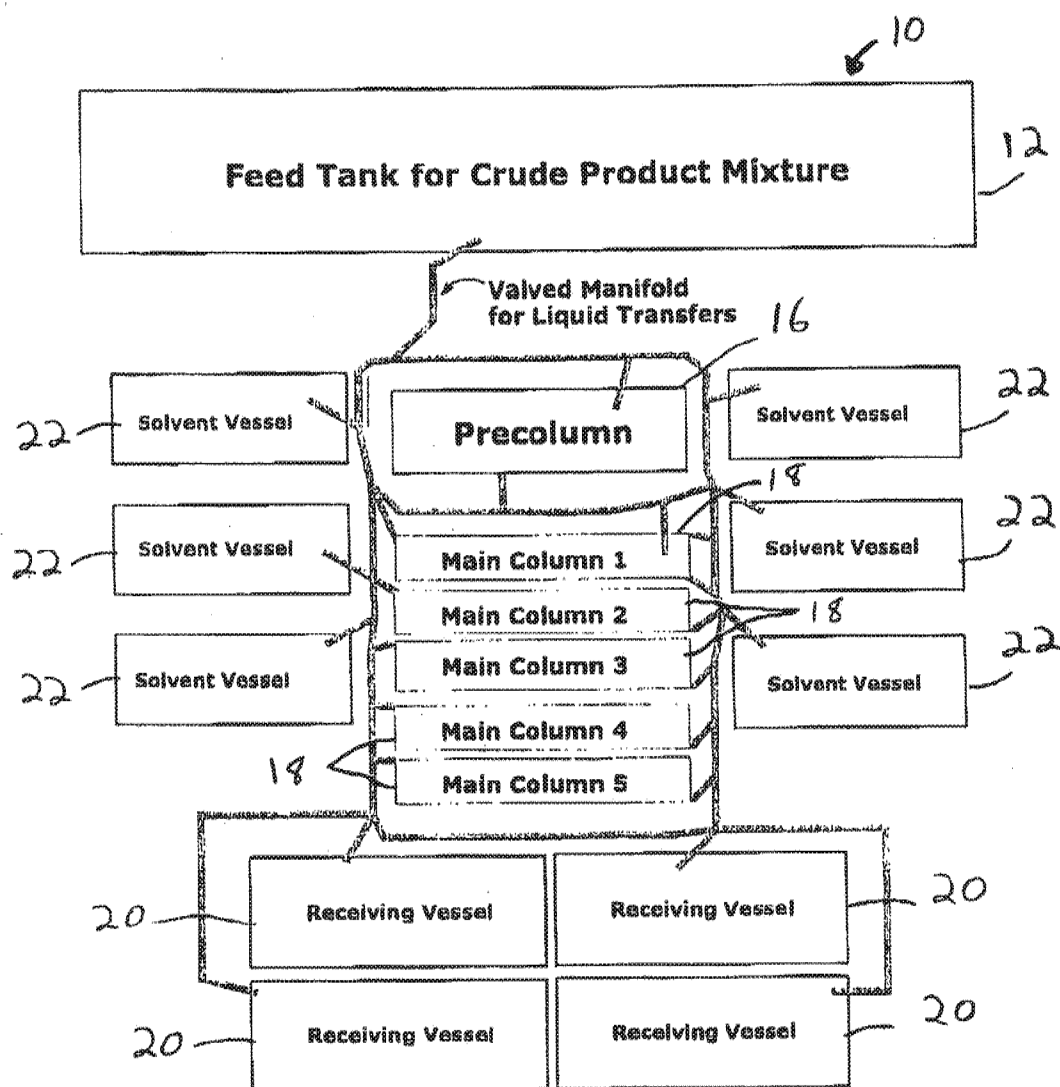 10
Feed Tank for Crude Product Mixture
12
Valved Manifold
for Liquid Transfers
16
22
Solvent Vessel
Precolumn
Solvent Vessel
22
18
22
Solvent Vessel
Main Column 1
Solvent Vessel
22
Main Column 2
18
22
Solvent Vessel
Main Column 3
Solvent Vessel
22
Main Column 4
18
Main Column 5
20
Receiving Vessel
Receiving Vessel
20
20
Receiving Vessel
Receiving Vessel
20